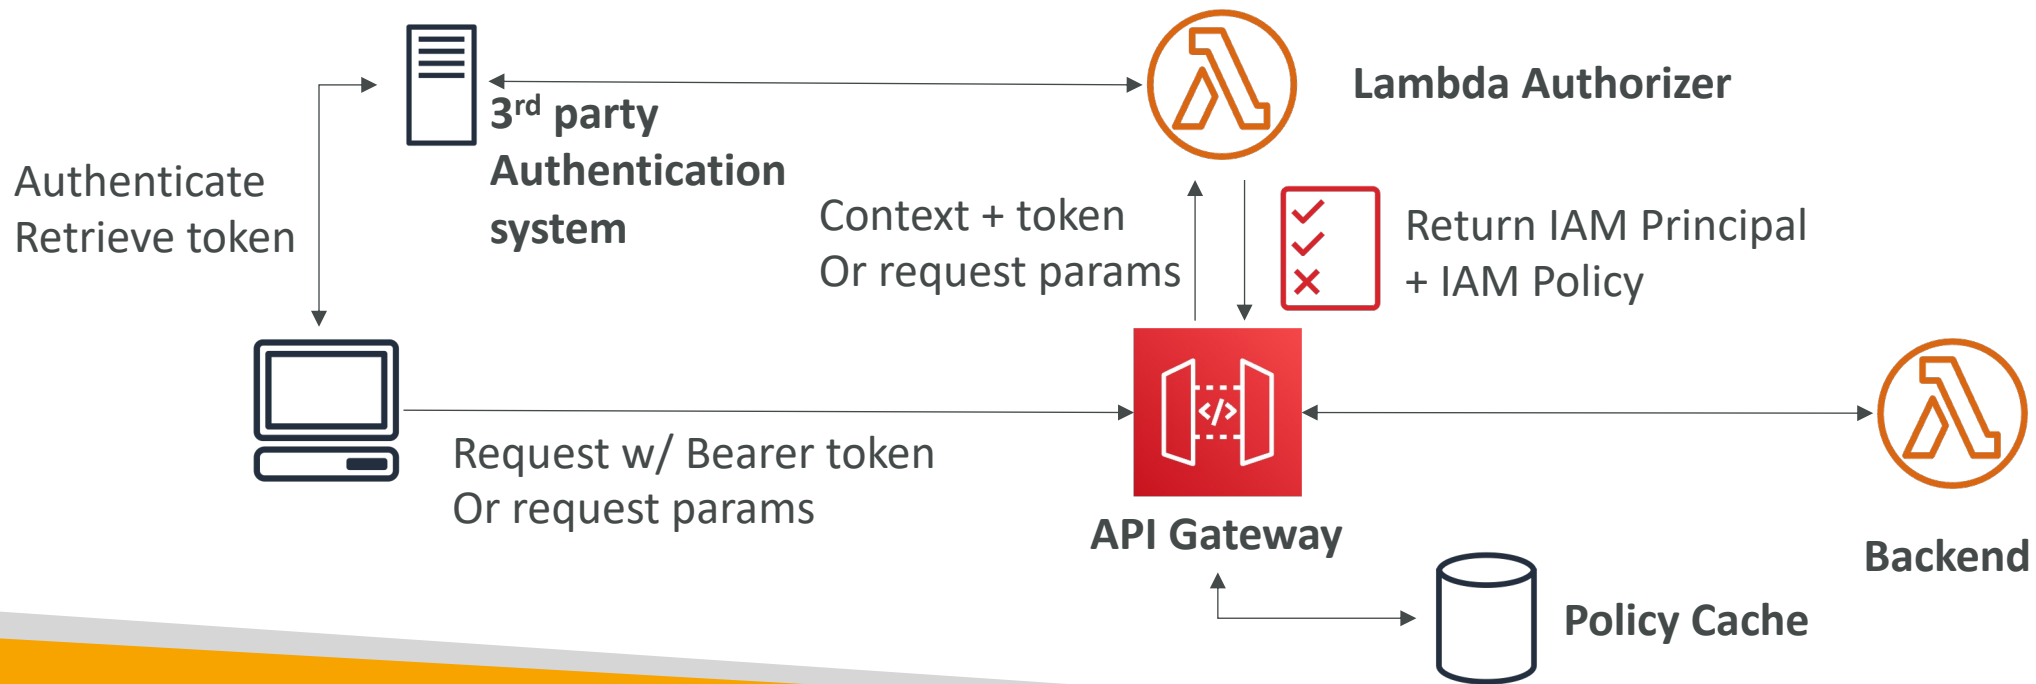 3rd party
Authentication
system
Lambda Authorizer
Authenticate
Retrieve token
Context + token
Or request params
Return IAM Principal
+ IAM Policy
Request w/ Bearer token
Or request params
</>
API Gateway
Backend
Policy Cache